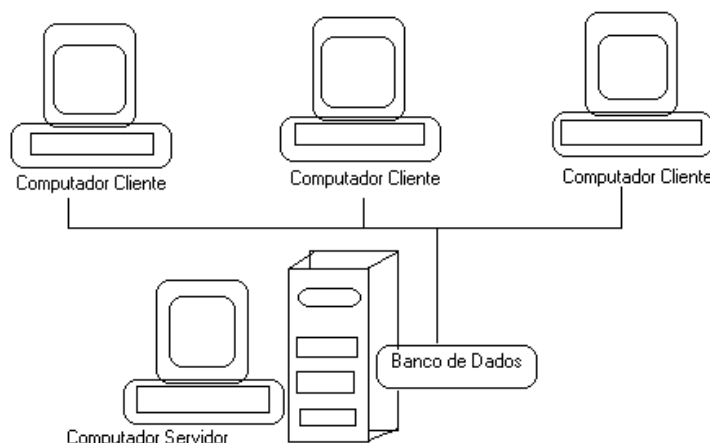 Computador Cliente
Computador Cliente
Computador Cliente
Banco de Dados
Computador Servidor